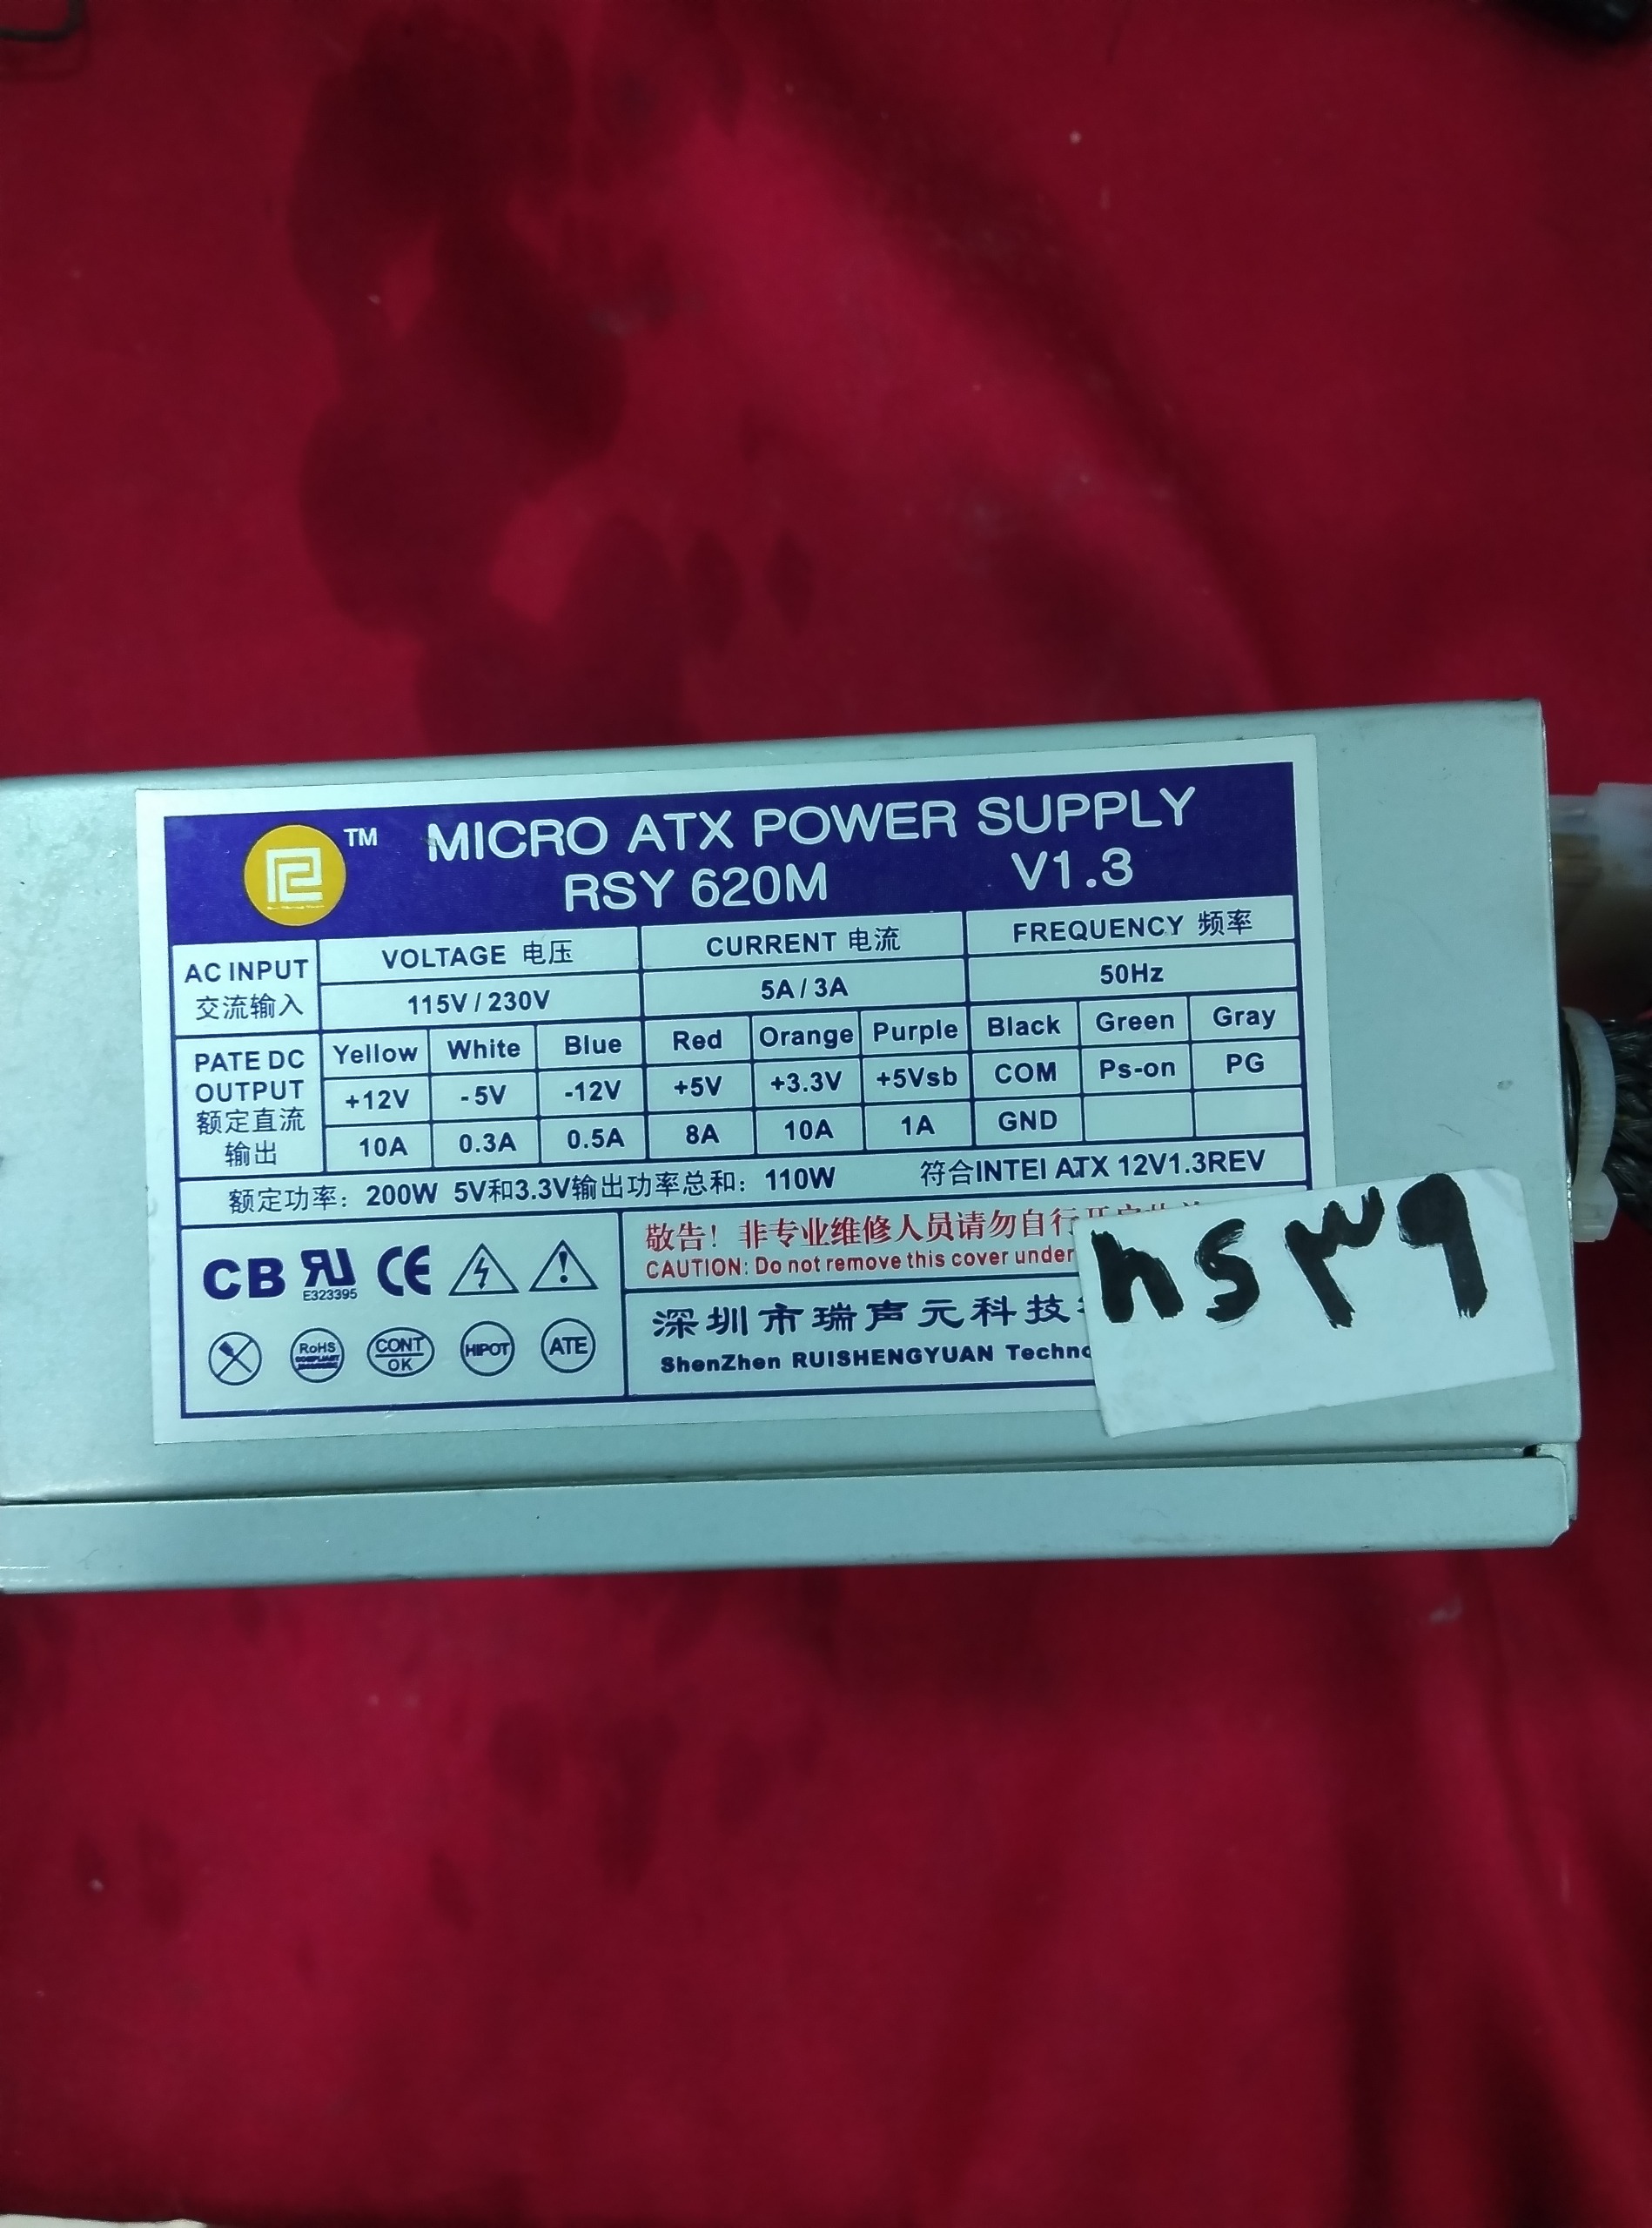 TM MICRO ATX POWER SUPPLY
RSY 620M V1.3
AC INPUT
交流输入
VOLTAGE 电压 CURRENT 电流 FREQUENCY 频率
115V / 230V 5A / 3A 50Hz
PATE DC
OUTPUT
额定直流
输出
Yellow White Blue Red Orange Purple Black Green Gray
+12V -5V -12V +5V +3.3V +5Vsb COM Ps-on PG
10A 0.3A 0.5A 8A 10A 1A GND
额定功率：200W 5V和3.3V输出功率总和：110W 符合INTEI ATX 12V1.3REV
CB RU CE
E323395
RoHS
CONT
OK
HIPOT
ATE
敬告！非专业维修人员请勿自行
CAUTION: Do not remove this cover under
深圳市瑞声元科技
ShenZhen RUISHENGYUAN Techno